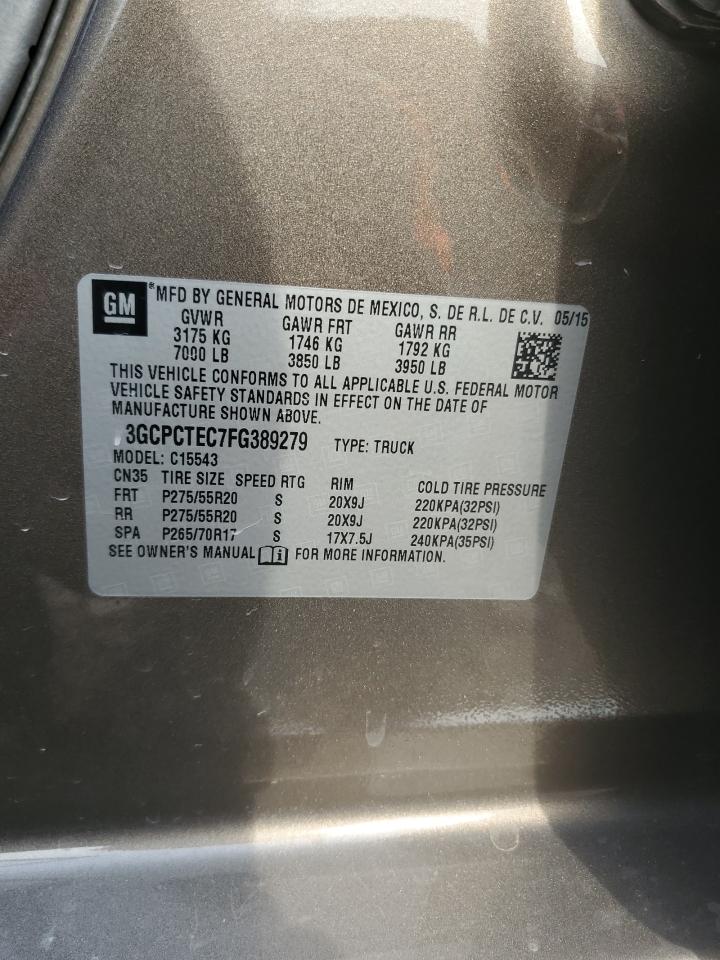 GM
*MFD BY GENERAL MOTORS DE MEXICO, S. DE R.L. DE C.V. 05/15
GVWR GAWR FRT GAWR RR
3175 KG 1746 KG 1792 KG
7000 LB 3850 LB 3950 LB
THIS VEHICLE CONFORMS TO ALL APPLICABLE U.S. FEDERAL MOTOR
VEHICLE SAFETY STANDARDS IN EFFECT ON THE DATE OF
MANUFACTURE SHOWN ABOVE.
3GCPCTEC7FG389279 TYPE: TRUCK
MODEL: C15543
CN35 TIRE SIZE SPEED RTG RIM COLD TIRE PRESSURE
FRT P275/55R20 S 20X9J 220KPA(32PSI)
RR P275/55R20 S 20X9J 220KPA(32PSI)
SPA P265/70R17 S 17X7.5J 240KPA(35PSI)
SEE OWNER'S MANUAL FOR MORE INFORMATION.